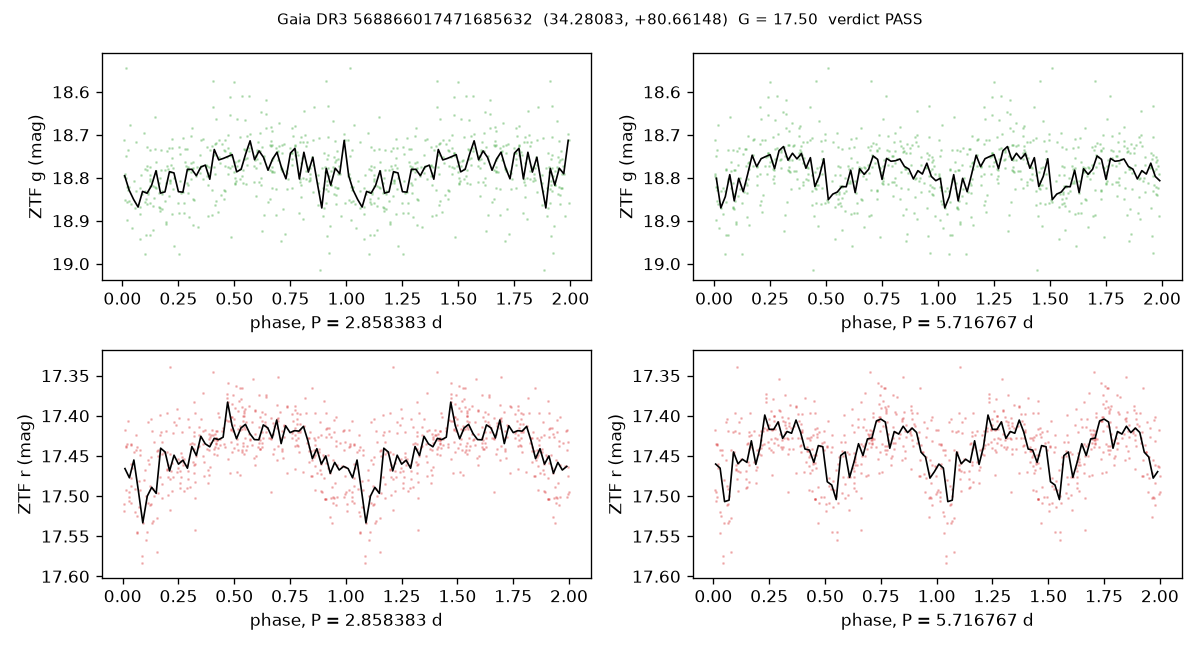 Gaia DR3 568866017471685632 (34.28083, +80.66148) G = 17.50 verdict PASS
ZTF g (mag)
18.6
18.7
18.8
18.9
19.0
0.00 0.25 0.50 0.75 1.00 1.25 1.50 1.75 2.00
phase, P = 2.858383 d
ZTF g (mag)
18.6
18.7
18.8
18.9
19.0
0.00 0.25 0.50 0.75 1.00 1.25 1.50 1.75 2.00
phase, P = 5.716767 d
ZTF r (mag)
17.35
17.40
17.45
17.50
17.55
17.60
0.00 0.25 0.50 0.75 1.00 1.25 1.50 1.75 2.00
phase, P = 2.858383 d
ZTF r (mag)
17.35
17.40
17.45
17.50
17.55
17.60
0.00 0.25 0.50 0.75 1.00 1.25 1.50 1.75 2.00
phase, P = 5.716767 d